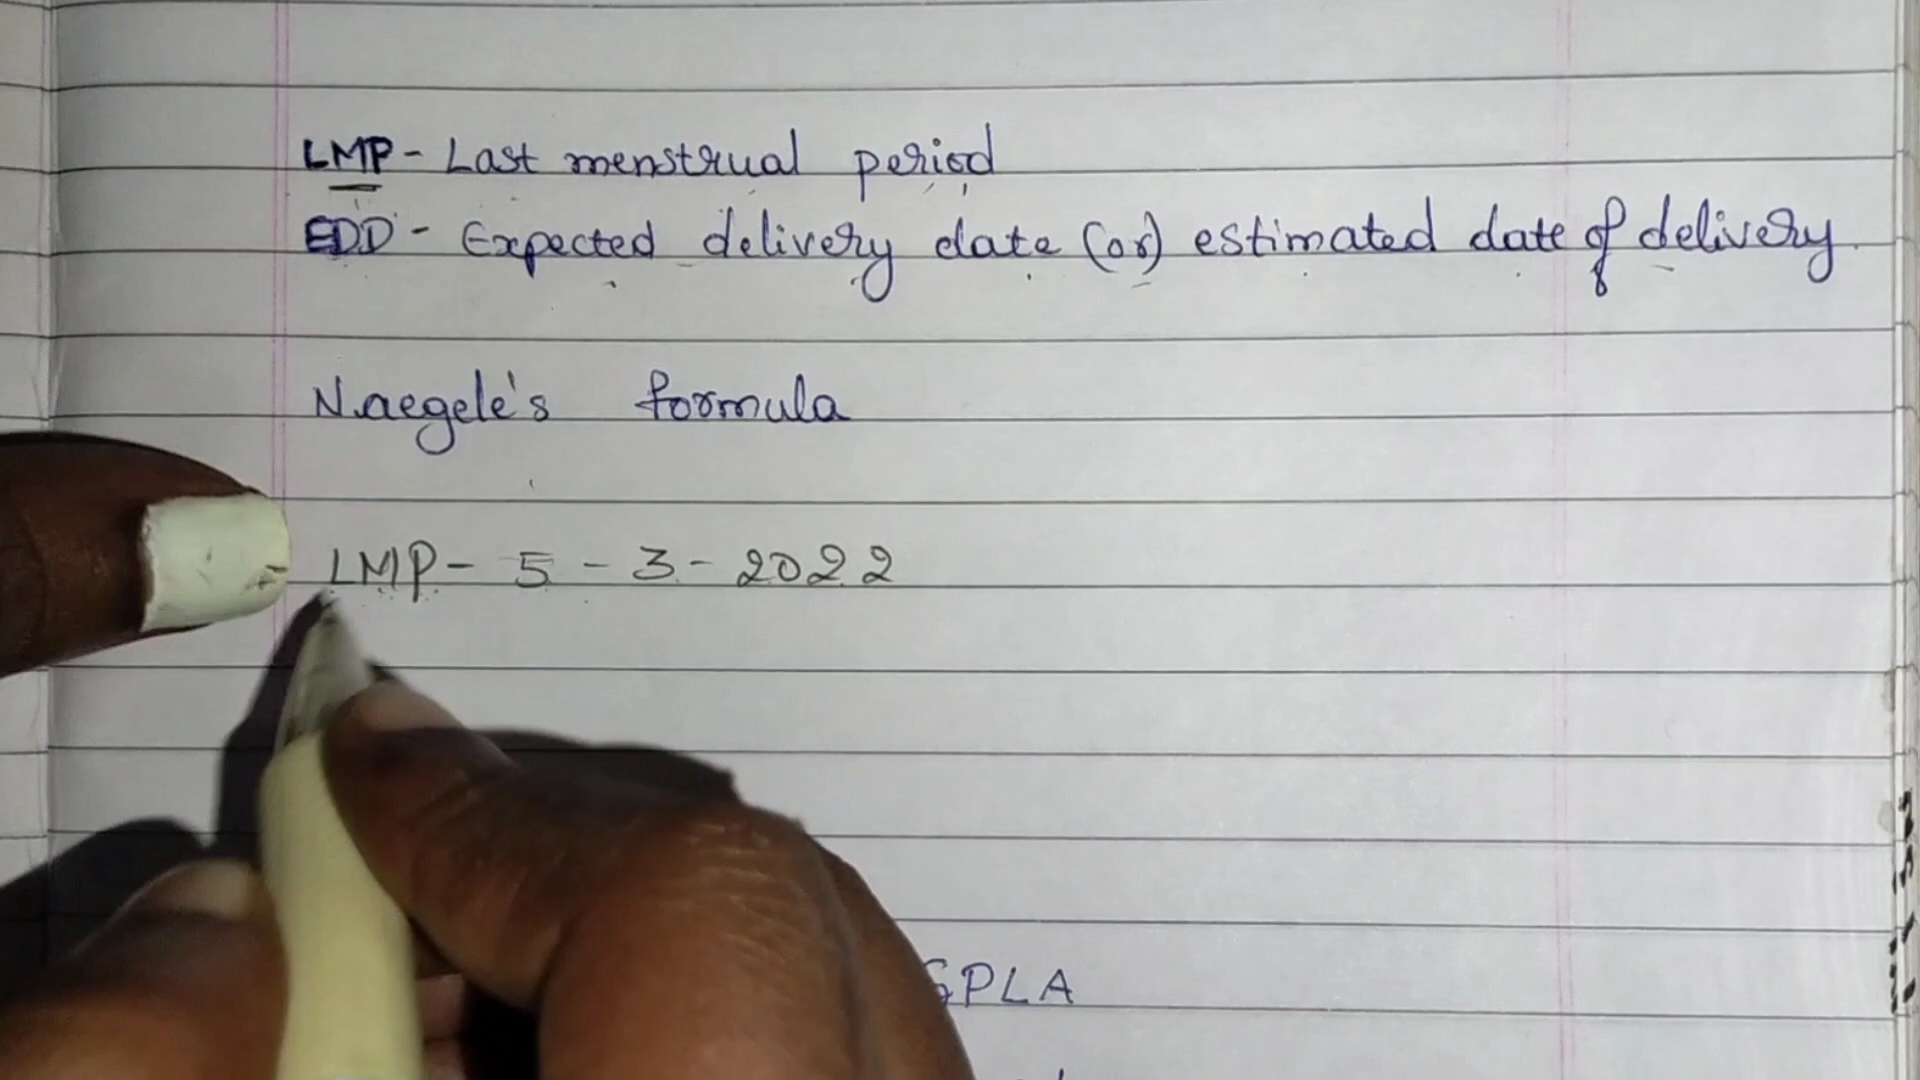 LMP - Last menstrual period
EDD - Expected delivery date (or) estimated date of delivery
Naegele's formula
LMP - 5 - 3 - 2022
GPLA